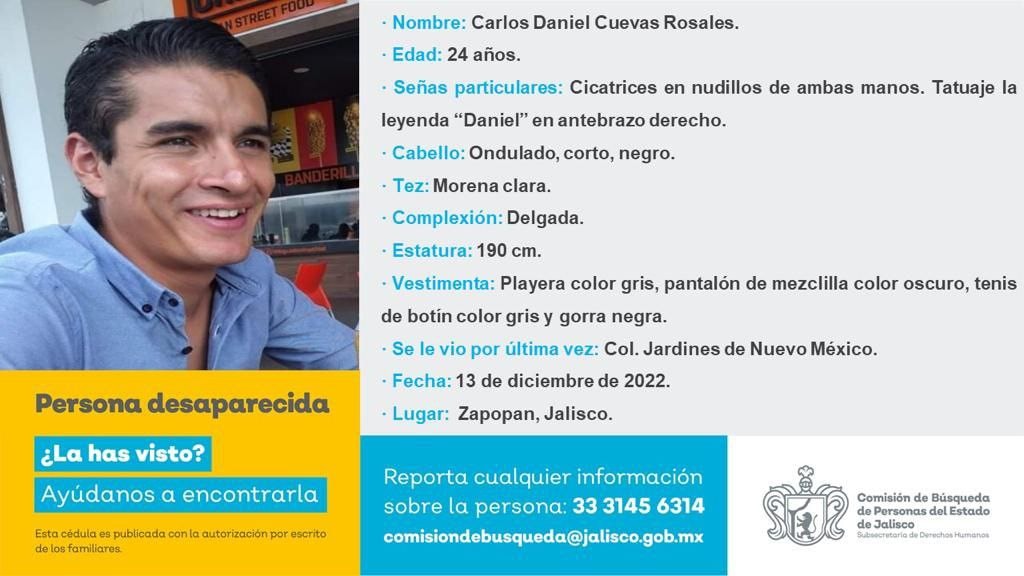 AN STREET FOOD
BANDERILL
· Nombre: Carlos Daniel Cuevas Rosales.
· Edad: 24 años.
· Señas particulares: Cicatrices en nudillos de ambas manos. Tatuaje la
leyenda “Daniel” en antebrazo derecho.
· Cabello: Ondulado, corto, negro.
· Tez: Morena clara.
· Complexión: Delgada.
· Estatura: 190 cm.
· Vestimenta: Playera color gris, pantalón de mezclilla color oscuro, tenis
de botín color gris y gorra negra.
· Se le vio por última vez: Col. Jardines de Nuevo México.
· Fecha: 13 de diciembre de 2022.
· Lugar: Zapopan, Jalisco.
Persona desaparecida
¿La has visto?
Ayúdanos a encontrarla
Esta cédula es publicada con la autorización por escrito
de los familiares.
Reporta cualquier información
sobre la persona: 33 3145 6314
comisiondebusqueda@jalisco.gob.mx
Comisión de Búsqueda
de Personas del Estado
de Jalisco
Subsecretaría de Derechos Humanos